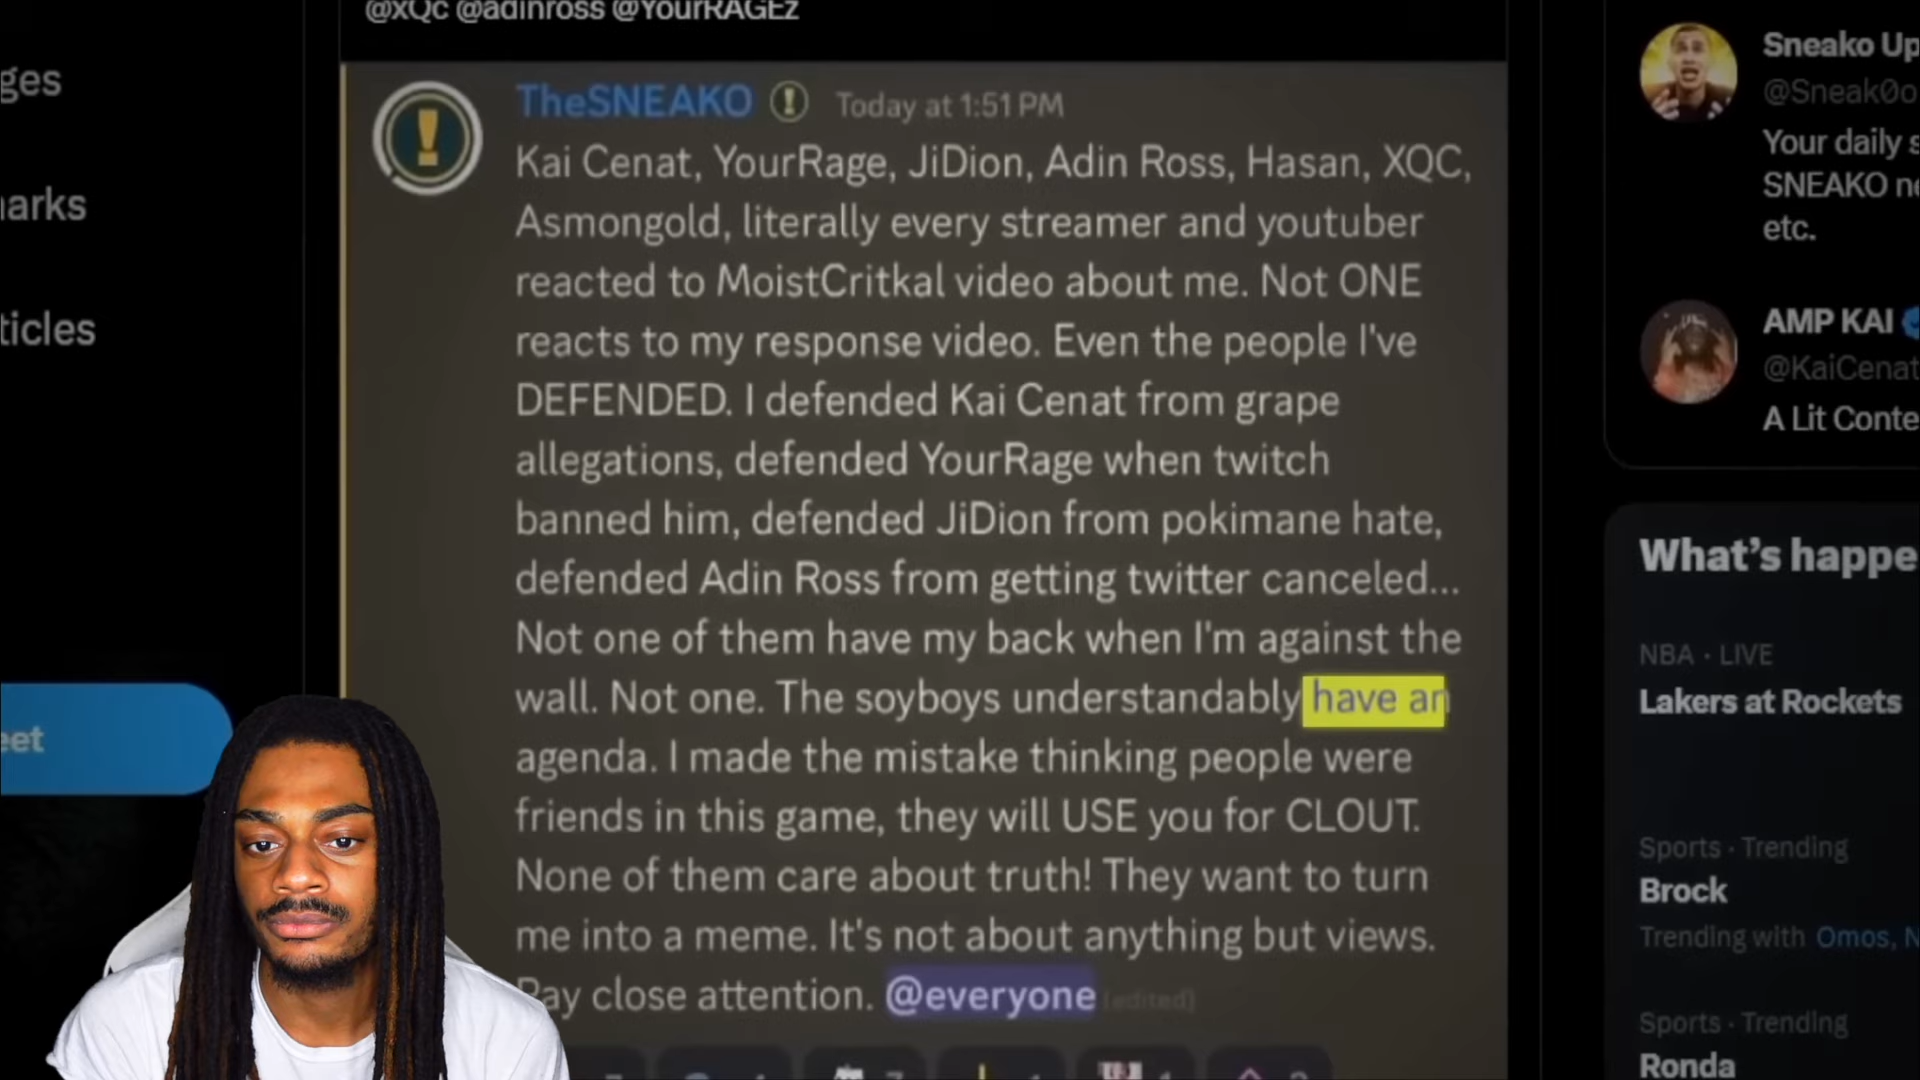 @xQc @adinross @YourRAGEz
ges
arks
ticles
eet
TheSNEAKO Today at 1:51 PM
Kai Cenat, YourRage, JiDion, Adin Ross, Hasan, XQC,
Asmongold, literally every streamer and youtuber
reacted to MoistCritkal video about me. Not ONE
reacts to my response video. Even the people I've
DEFENDED. I defended Kai Cenat from grape
allegations, defended YourRage when twitch
banned him, defended JiDion from pokimane hate,
defended Adin Ross from getting twitter canceled...
Not one of them have my back when I'm against the
wall. Not one. The soyboys understandably have an
agenda. I made the mistake thinking people were
friends in this game, they will USE you for CLOUT.
None of them care about truth! They want to turn
me into a meme. It's not about anything but views.
Pay close attention. @everyone (edited)
Sneako Up
@Sneak0o
Your daily s
SNEAKO ne
etc.
AMP KAI
@KaiCenat
A Lit Conte
What's happe
NBA · LIVE
Lakers at Rockets
Sports · Trending
Brock
Trending with Omos, N
Sports · Trending
Ronda